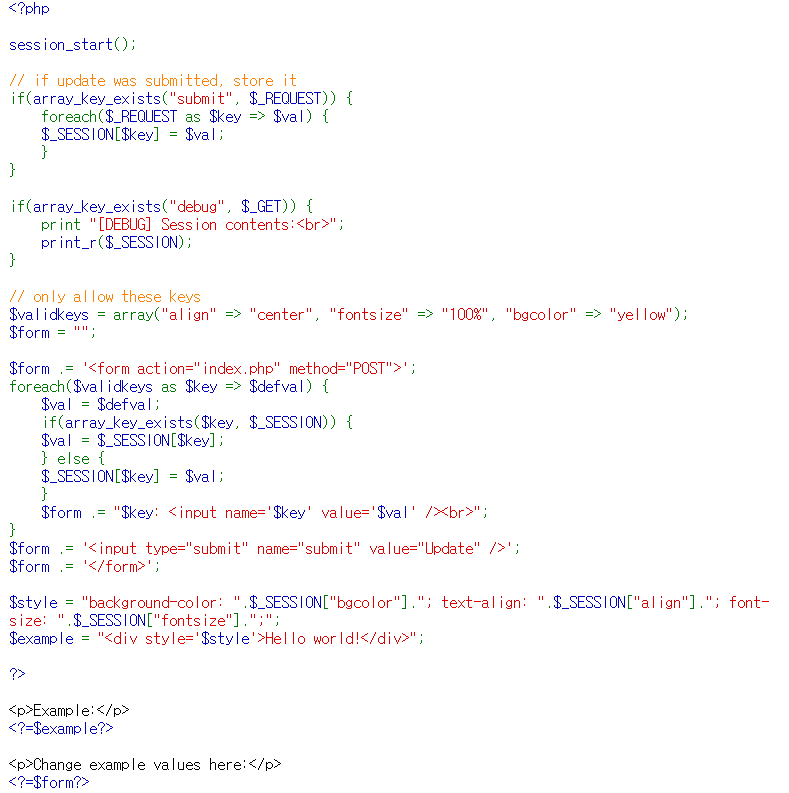 <?php

session_start();

// if update was submitted, store it
if(array_key_exists("submit", $_REQUEST)) {
    foreach($_REQUEST as $key => $val) {
    $_SESSION[$key] = $val;
    }
}

if(array_key_exists("debug", $_GET)) {
    print "[DEBUG] Session contents:<br>";
    print_r($_SESSION);
}

// only allow these keys
$validkeys = array("align" => "center", "fontsize" => "100%", "bgcolor" => "yellow");
$form = "";

$form .= '<form action="index.php" method="POST">';
foreach($validkeys as $key => $defval) {
    $val = $defval;
    if(array_key_exists($key, $_SESSION)) {
    $val = $_SESSION[$key];
    } else {
    $_SESSION[$key] = $val;
    }
    $form .= "$key: <input name='$key' value='$val' /><br>";
}
$form .= '<input type="submit" name="submit" value="Update" />';
$form .= '</form>';

$style = "background-color: ".$_SESSION["bgcolor"]."; text-align: ".$_SESSION["align"]."; font-
size: ".$_SESSION["fontsize"].";";
$example = "<div style='$style'>Hello world!</div>";

?>

<p>Example:</p>
<?=$example?>

<p>Change example values here:</p>
<?=$form?>